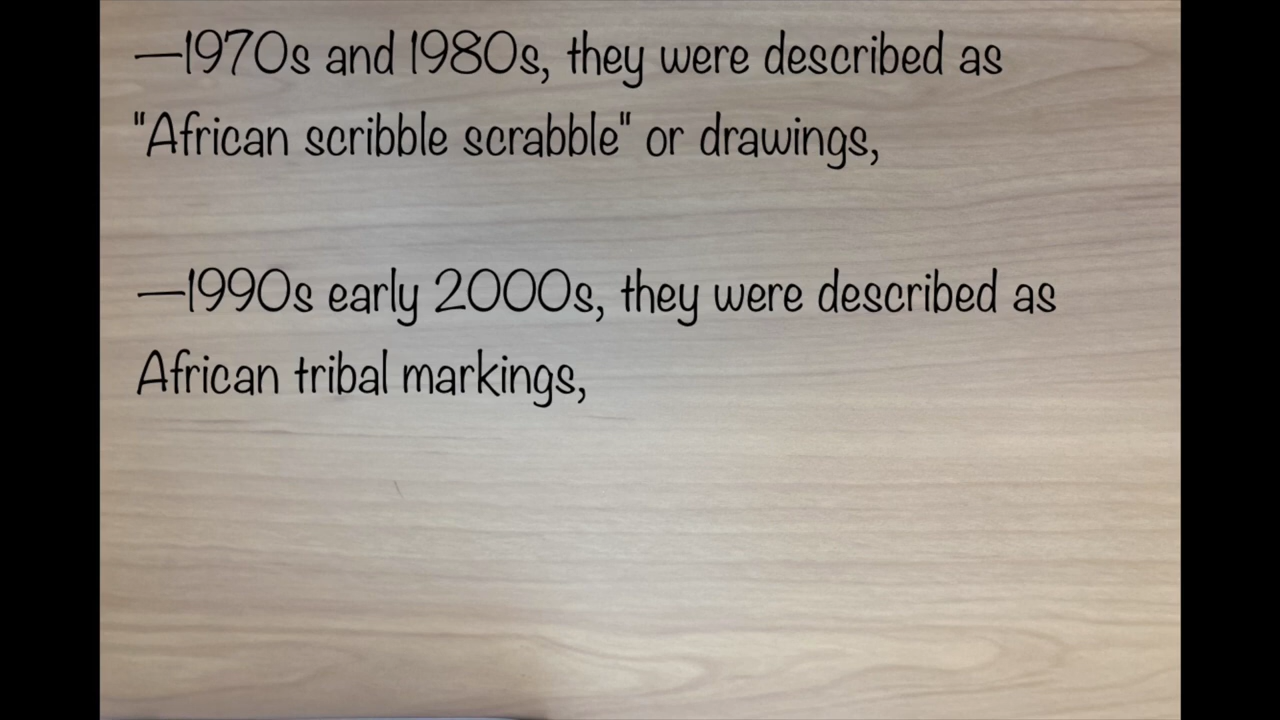 —1970s and 1980s, they were described as
"African scribble scrabble" or drawings,
—1990s early 2000s, they were described as
African tribal markings,